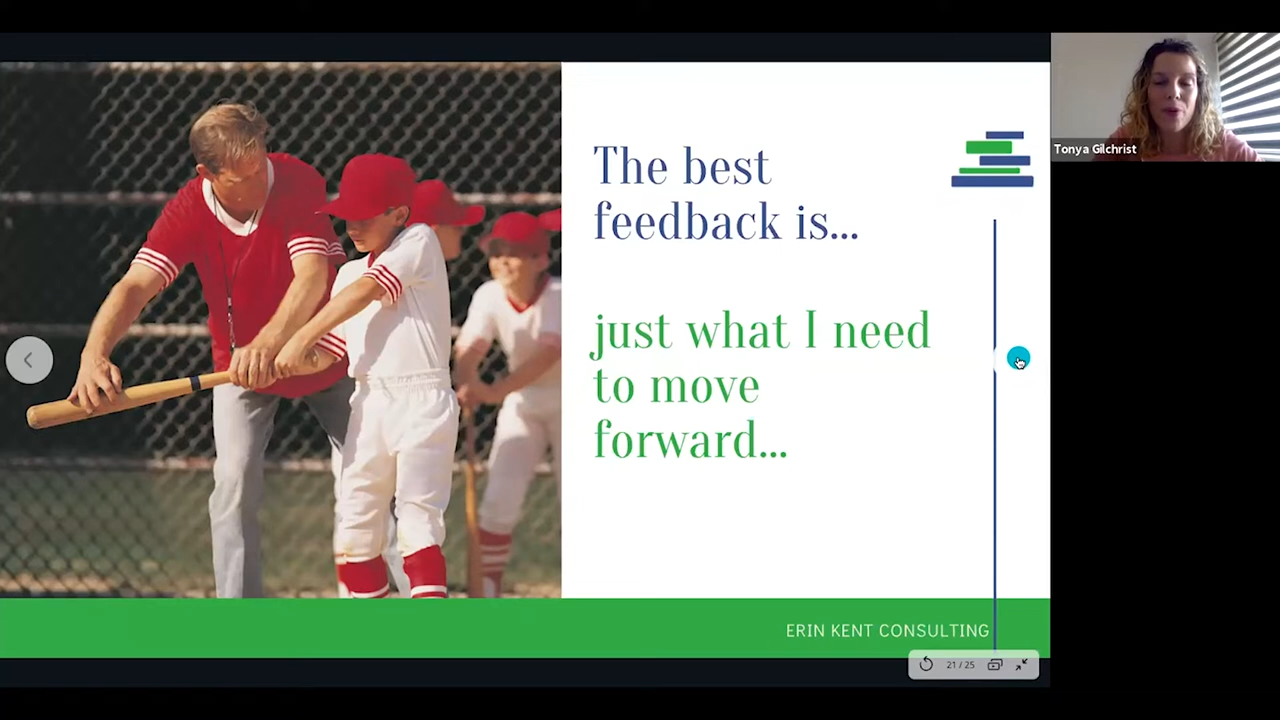 The best
feedback is...
just what I need
to move
forward...
ERIN KENT CONSULTING
21 / 25
Tonya Gilchrist